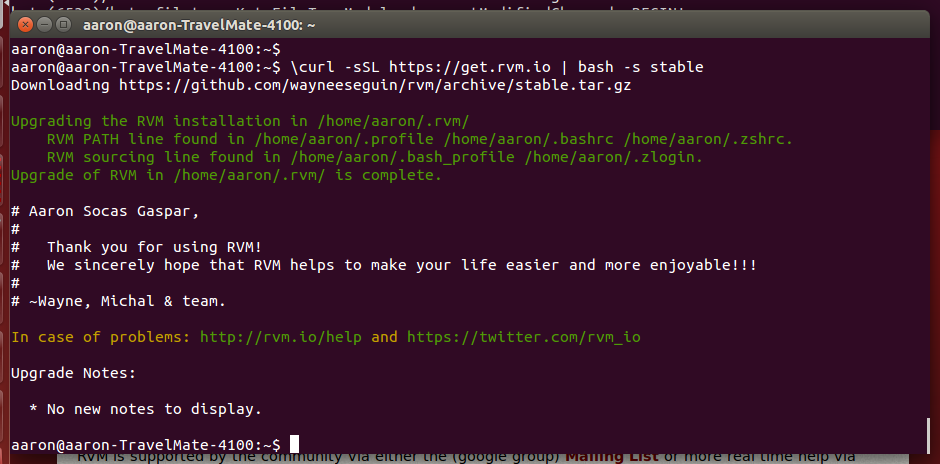 aaron@aaron-TravelMate-4100: ~
aaron@aaron-TravelMate-4100:~$
aaron@aaron-TravelMate-4100:~$ \curl -sSL https://get.rvm.io | bash -s stable
Downloading https://github.com/wayneeseguin/rvm/archive/stable.tar.gz
Upgrading the RVM installation in /home/aaron/.rvm/
    RVM PATH line found in /home/aaron/.profile /home/aaron/.bashrc /home/aaron/.zshrc.
    RVM sourcing line found in /home/aaron/.bash_profile /home/aaron/.zlogin.
Upgrade of RVM in /home/aaron/.rvm/ is complete.
# Aaron Socas Gaspar,
#
#   Thank you for using RVM!
#   We sincerely hope that RVM helps to make your life easier and more enjoyable!!!
#
# ~Wayne, Michal & team.
In case of problems: http://rvm.io/help and https://twitter.com/rvm_io
Upgrade Notes:
  * No new notes to display.
aaron@aaron-TravelMate-4100:~$
RVM is supported by the community via either the (google group) Mailing List or more real time help via